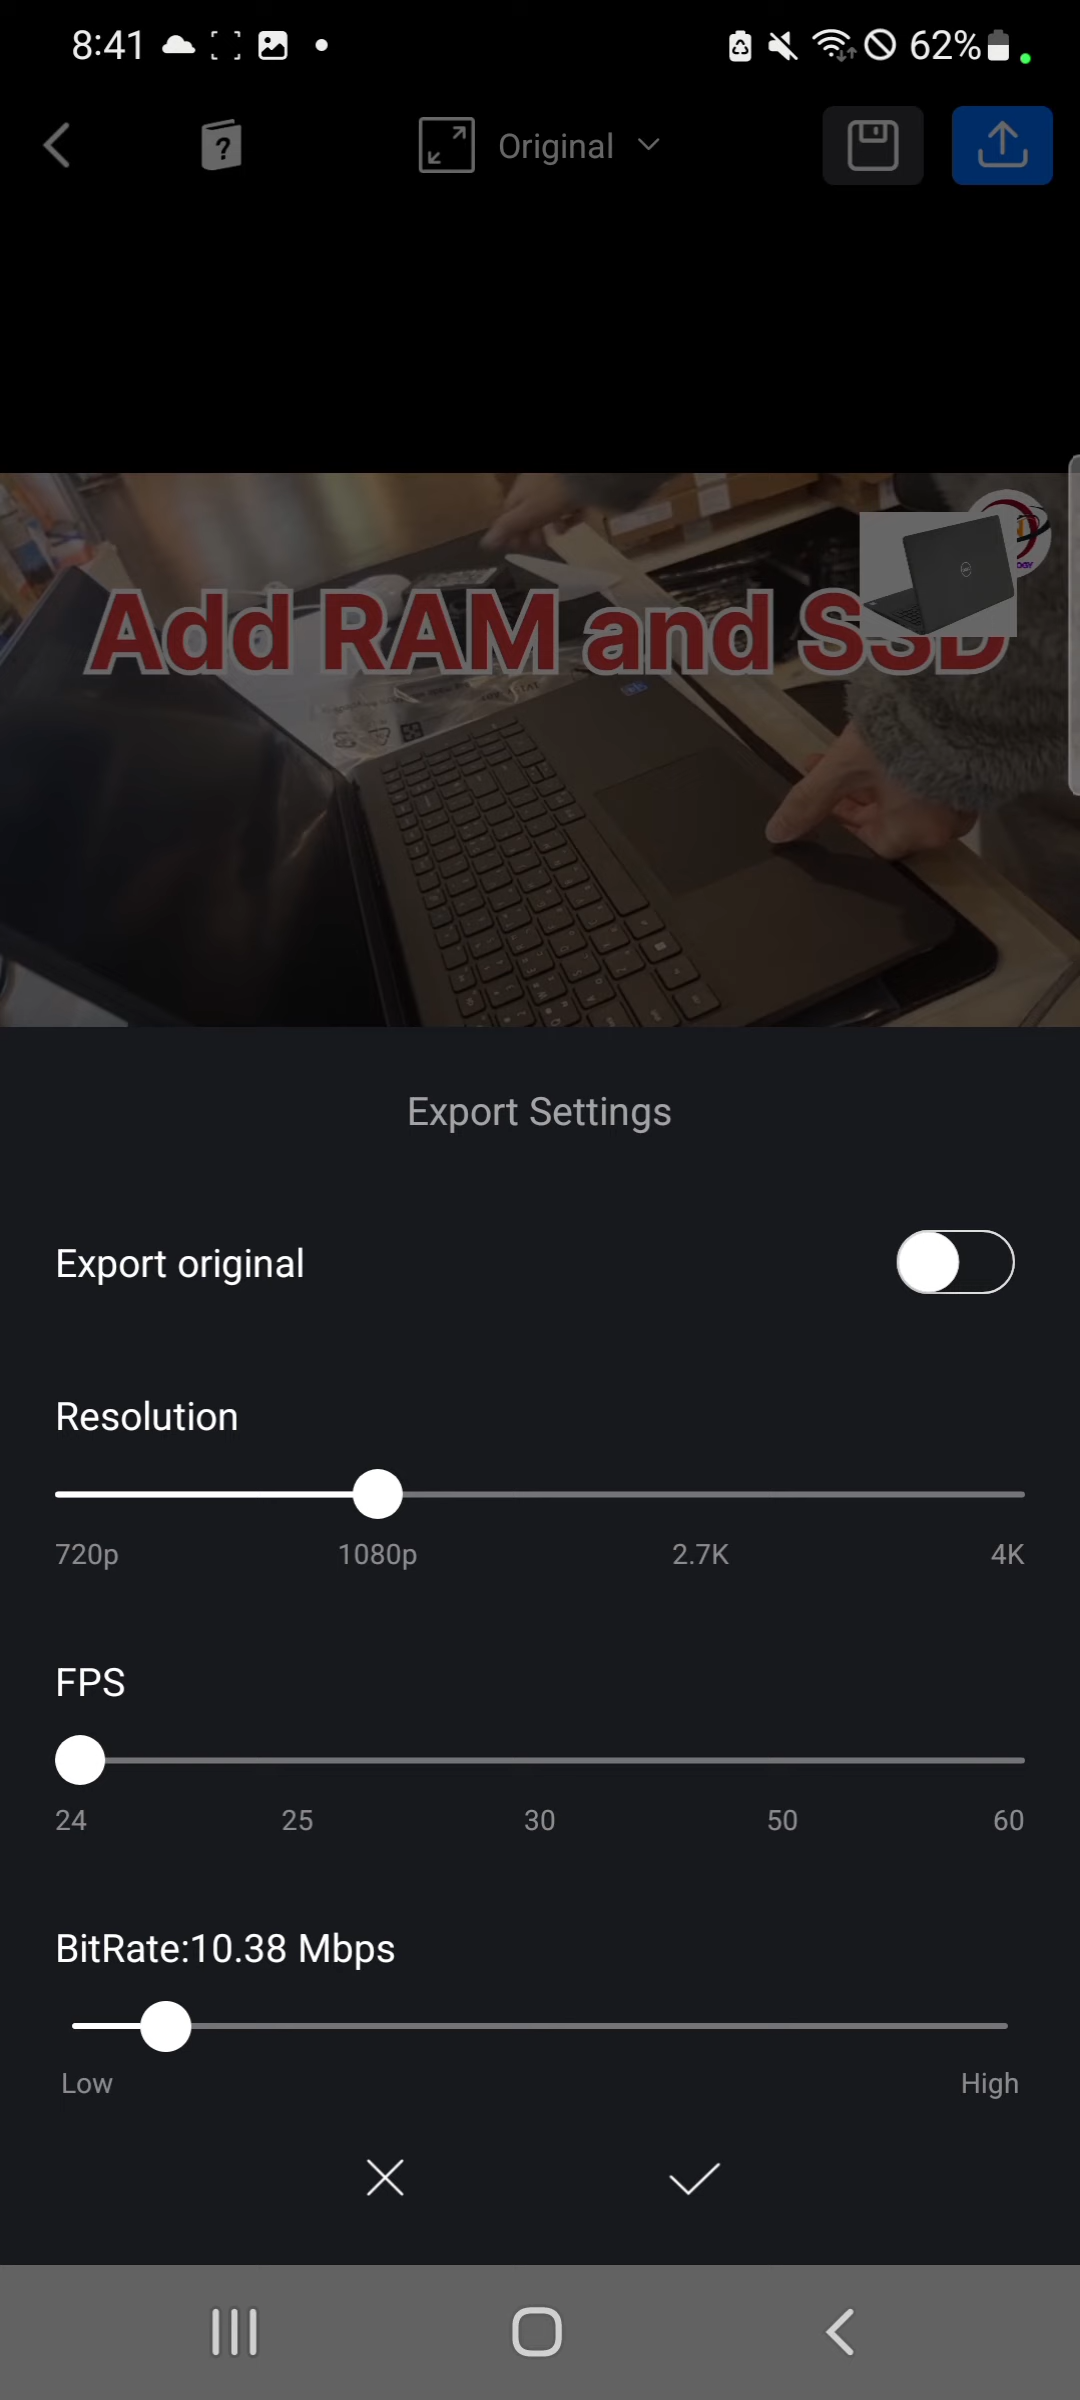 8:41
62%
Original
Add RAM and SSD
Export Settings
Export original
Resolution
720p 1080p 2.7K 4K
FPS
24 25 30 50 60
BitRate:10.38 Mbps
Low High